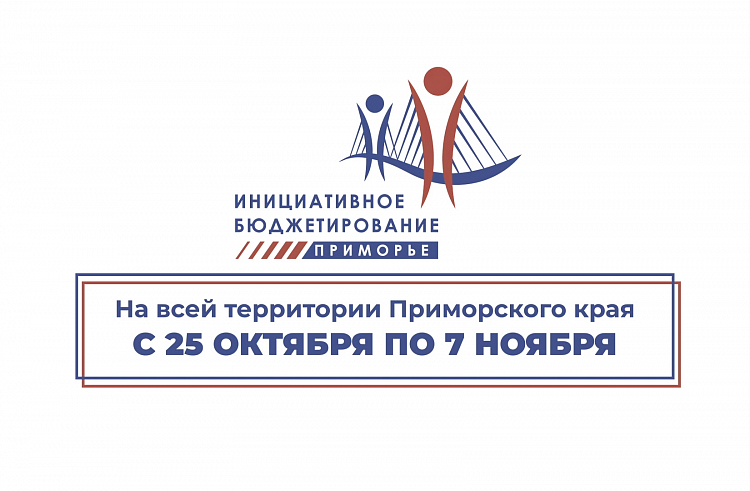 ИНИЦИАТИВНОЕ
БЮДЖЕТИРОВАНИЕ
ПРИМОРЬЕ
На всей территории Приморского края
С 25 ОКТЯБРЯ ПО 7 НОЯБРЯ